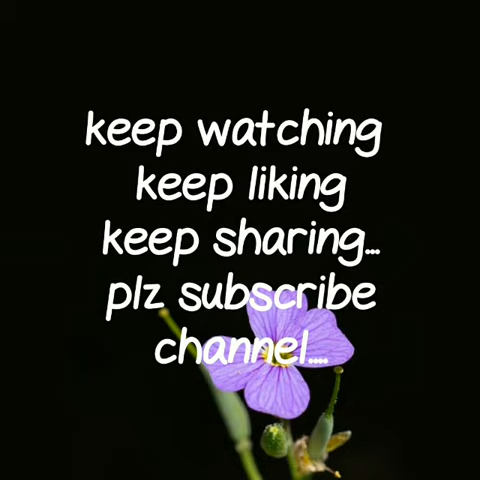 keep watching
keep liking
keep sharing...
plz subscribe
channel....